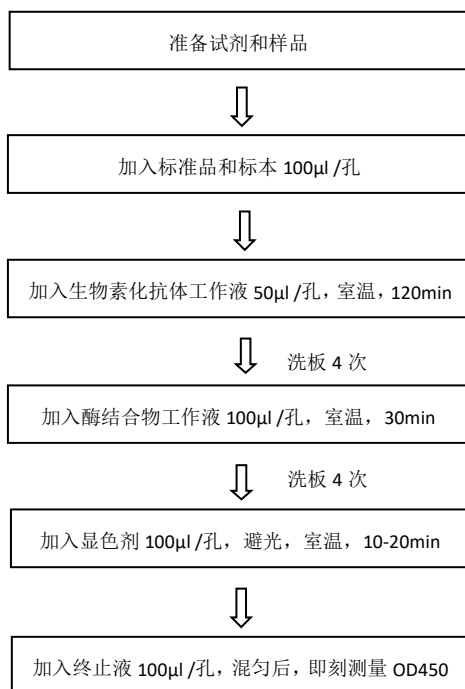 准备试剂和样品
加入标准品和标本 100μl /孔
加入生物素化抗体工作液 50μl /孔，室温，120min
洗板 4 次
加入酶结合物工作液 100μl /孔，室温，30min
洗板 4 次
加入显色剂 100μl /孔，避光，室温，10-20min
加入终止液 100μl /孔，混匀后，即刻测量 OD450